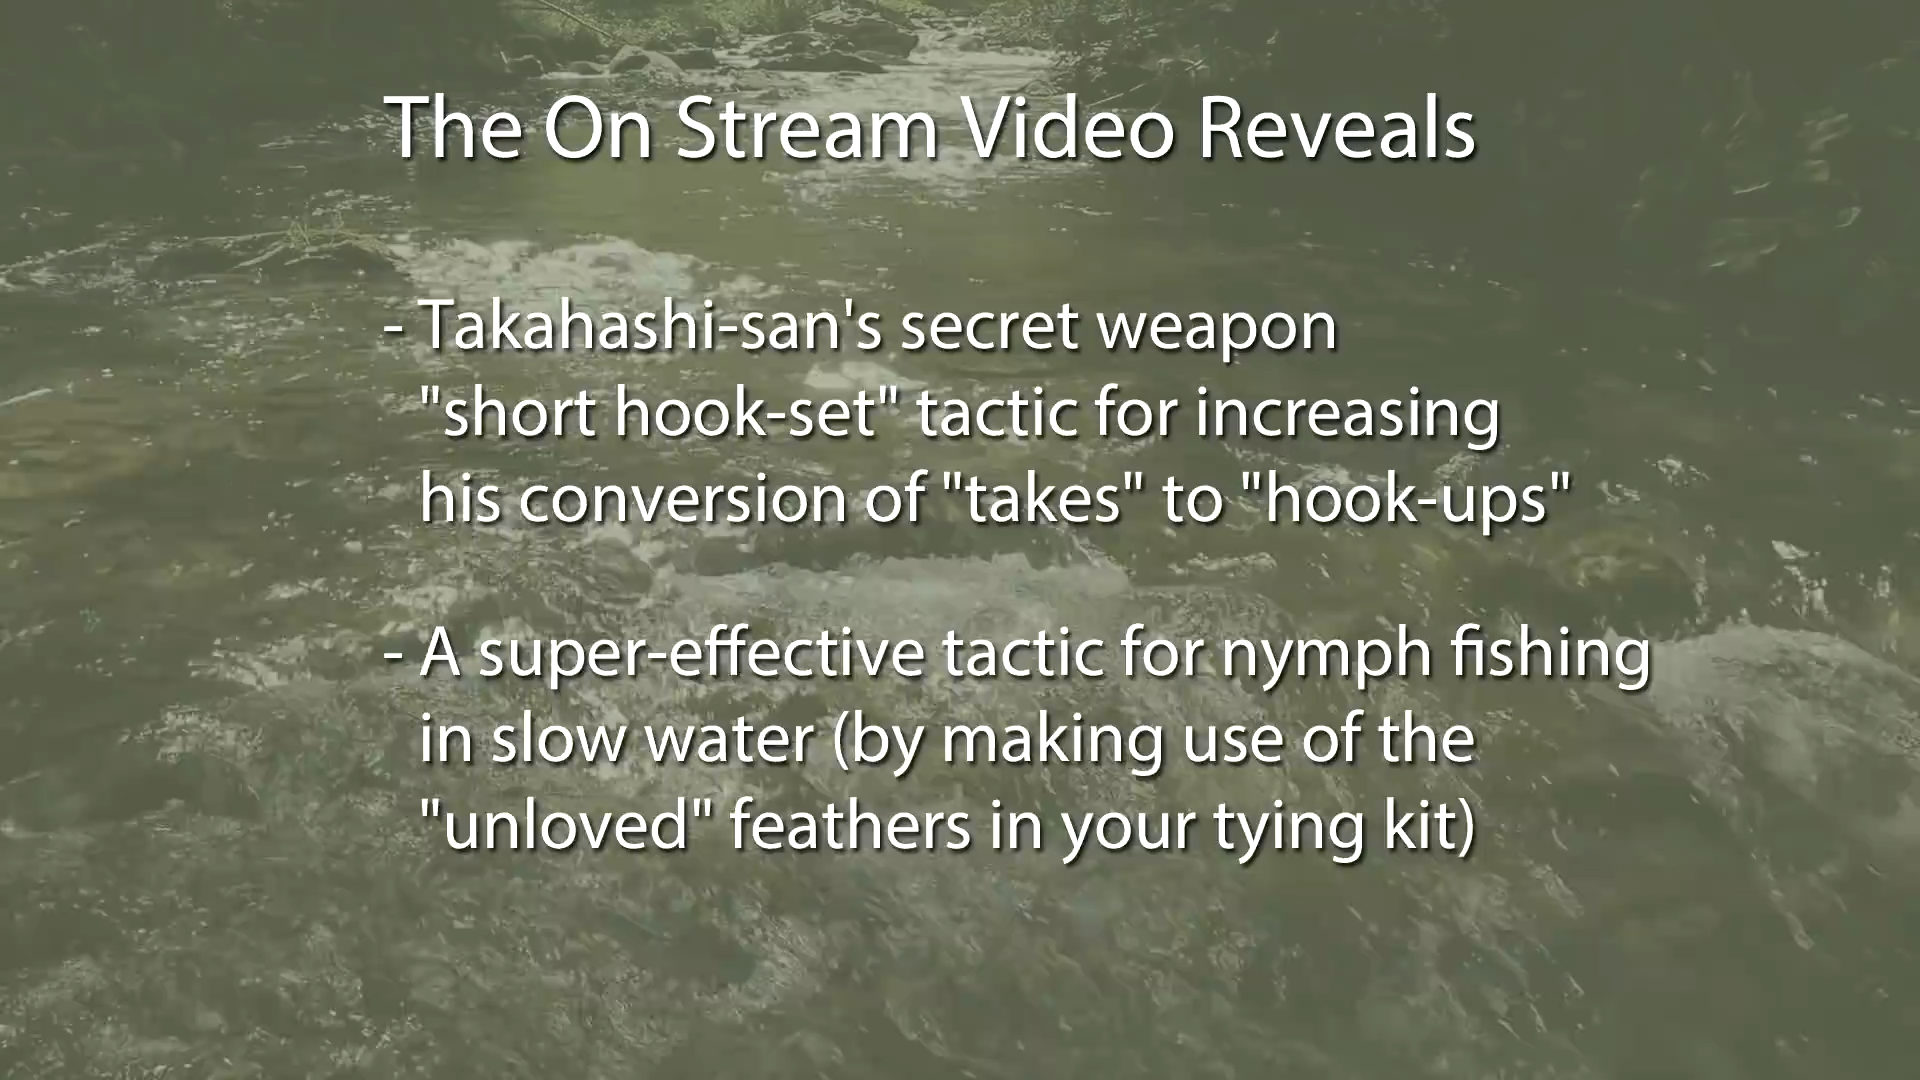 The On Stream Video Reveals
- Takahashi-san's secret weapon
"short hook-set" tactic for increasing
his conversion of "takes" to "hook-ups"
- A super-effective tactic for nymph fishing
in slow water (by making use of the
"unloved" feathers in your tying kit)